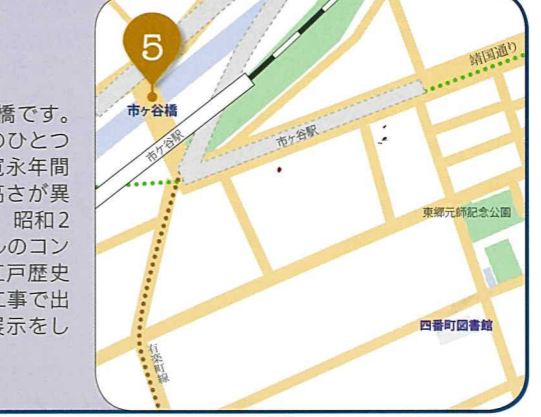 橋です。
のひとつ
寛永年間
高さが異
昭和2
ルのコン
江戸歴史
工事で出
展示をし
5
市ヶ谷橋
市ヶ谷駅
市ヶ谷駅
靖国通り
東郷元師記念公園
四番町図書館
有楽町線